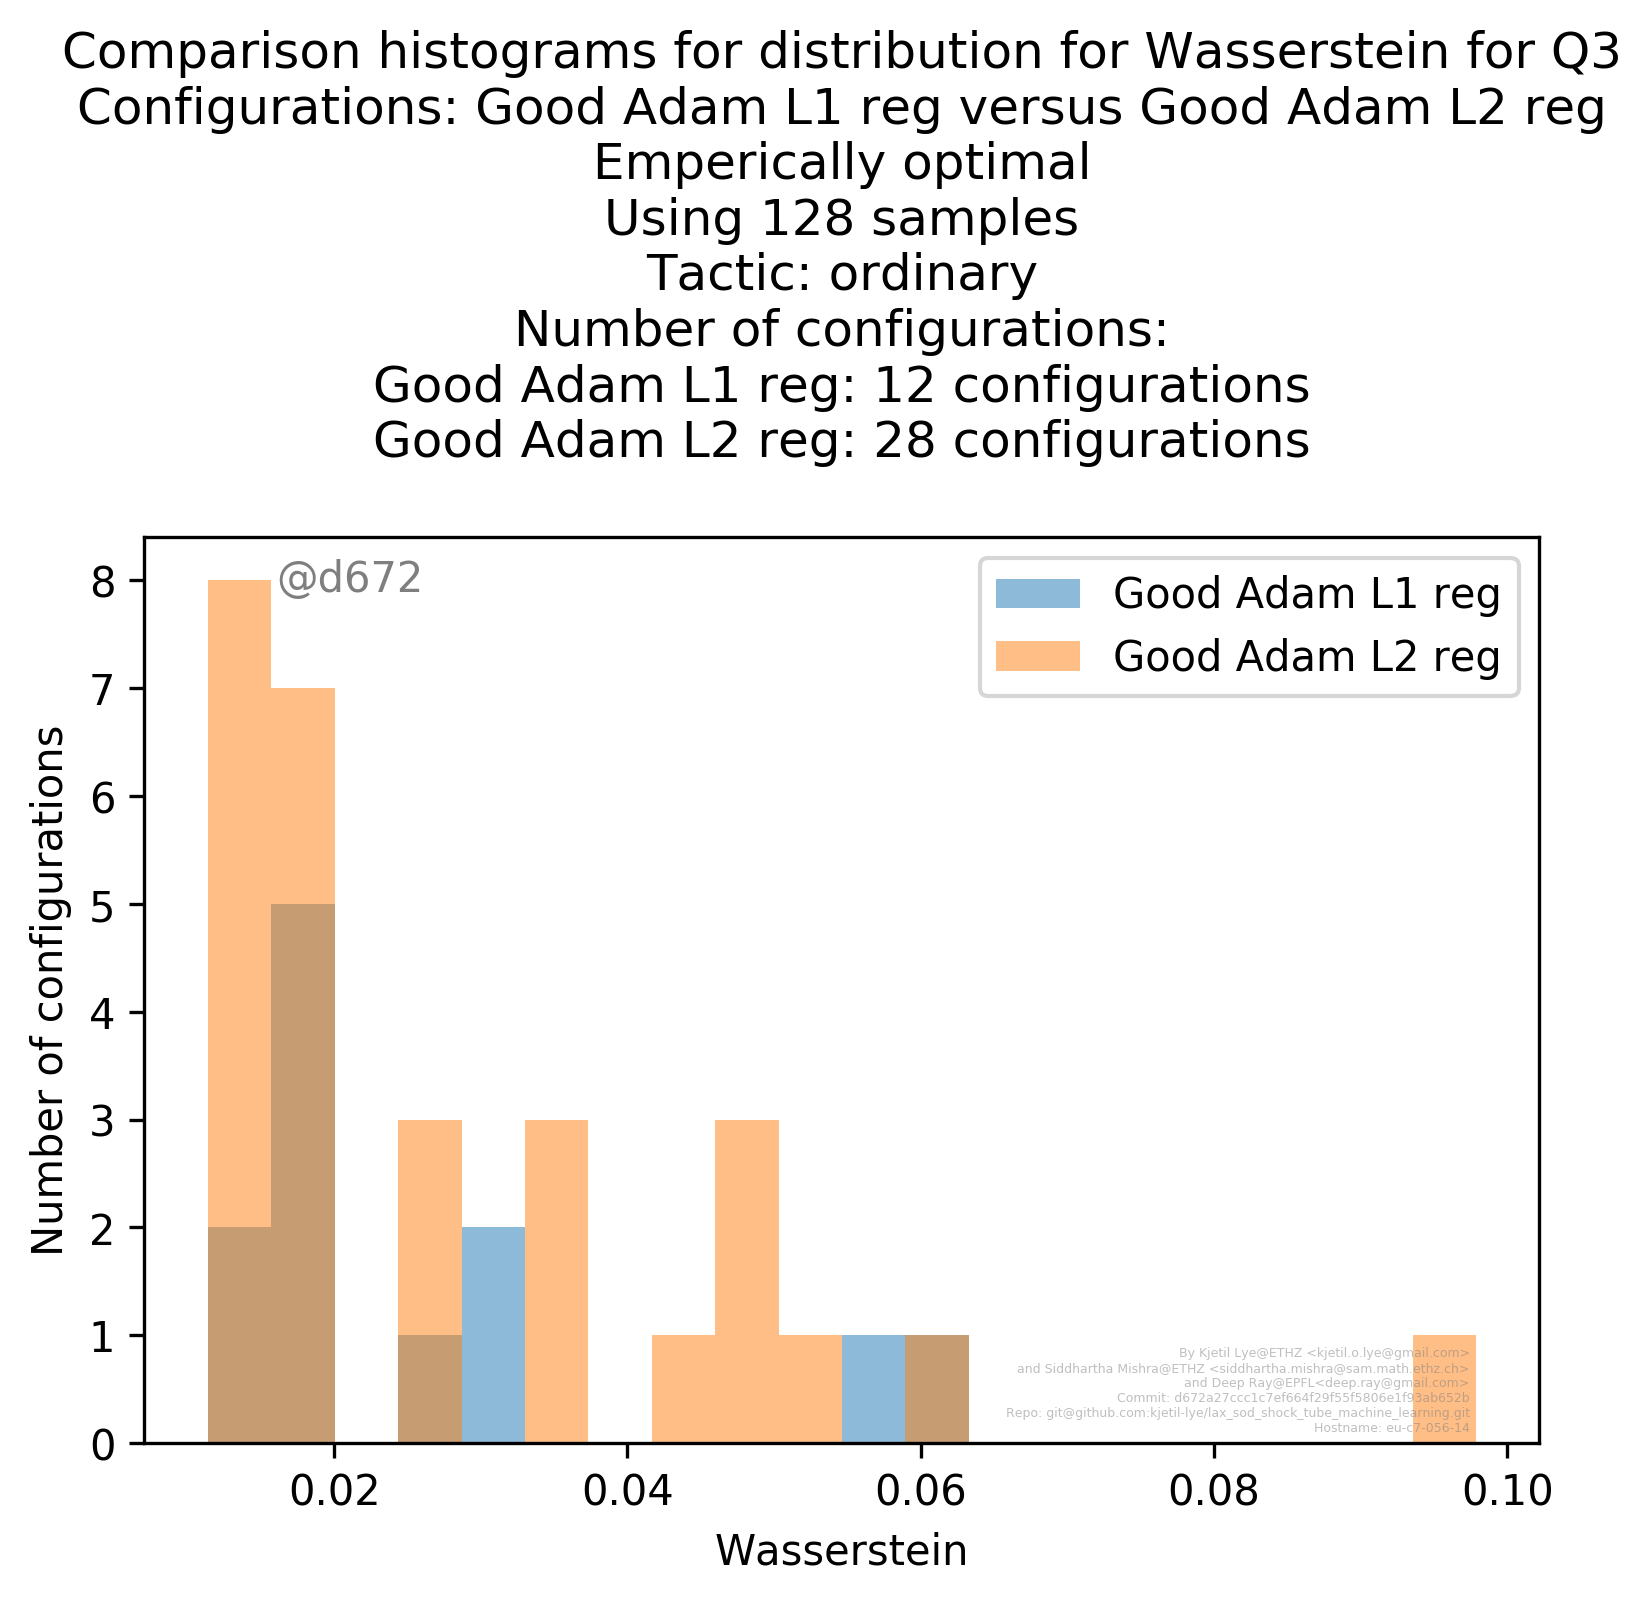 Comparison histograms for distribution for Wasserstein for Q3
Configurations: Good Adam L1 reg versus Good Adam L2 reg
Emperically optimal
Using 128 samples
Tactic: ordinary
Number of configurations:
Good Adam L1 reg: 12 configurations
Good Adam L2 reg: 28 configurations
@d672
Good Adam L1 reg
Good Adam L2 reg
8
7
6
5
4
3
2
1
0
Number of configurations
By Kjetil Lye@ETHZ <kjetil.o.lye@gmail.com>
and Siddhartha Mishra@ETHZ <siddhartha.mishra@sam.math.ethz.ch>
and Deep Ray@EPFL<deep.ray@gmail.com>
Commit: d672a27ccc1c7ef664f29f55f5806e1f93ab652b
Repo: git@github.com:kjetil-lye/lax_sod_shock_tube_machine_learning.git
Hostname: eu-c7-056-14
0.02 0.04 0.06 0.08 0.10
Wasserstein